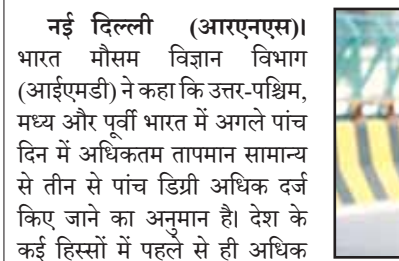 नई दिल्ली (आरएनएस)।
भारत मौसम विज्ञान विभाग
(आईएमडी) ने कहा कि उत्तर-पश्चिम,
मध्य और पूर्वी भारत में अगले पांच
दिन में अधिकतम तापमान सामान्य
से तीन से पांच डिग्री अधिक दर्ज
किए जाने का अनुमान है। देश के
कई हिस्सों में पहले से ही अधिक